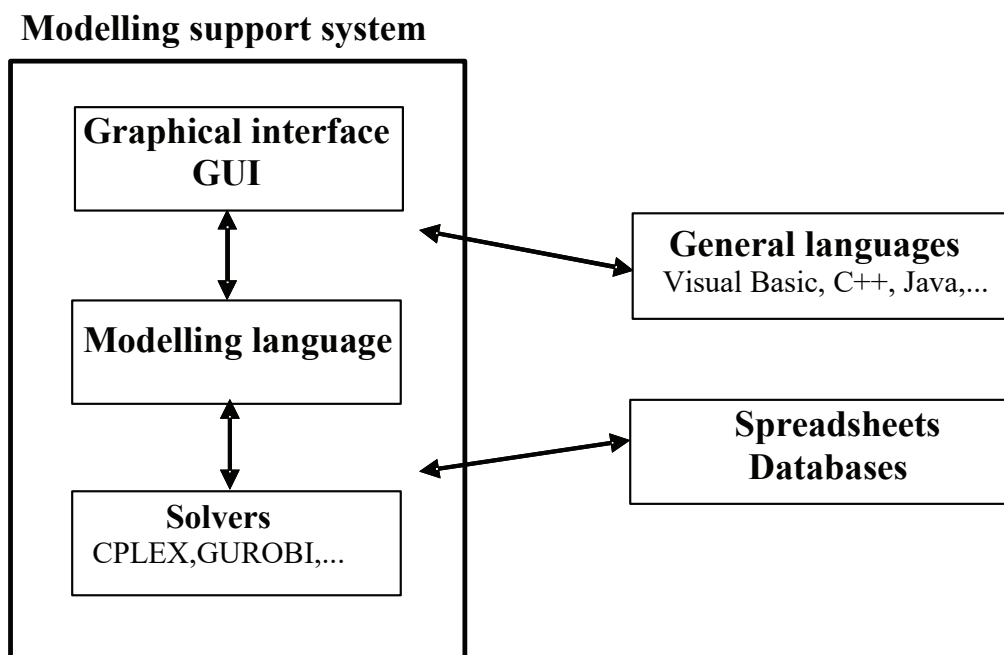 Modelling support system
Graphical interface
GUI
General languages
Visual Basic, C++, Java,...
Modelling language
Spreadsheets
Databases
Solvers
CPLEX,GUROBI,...